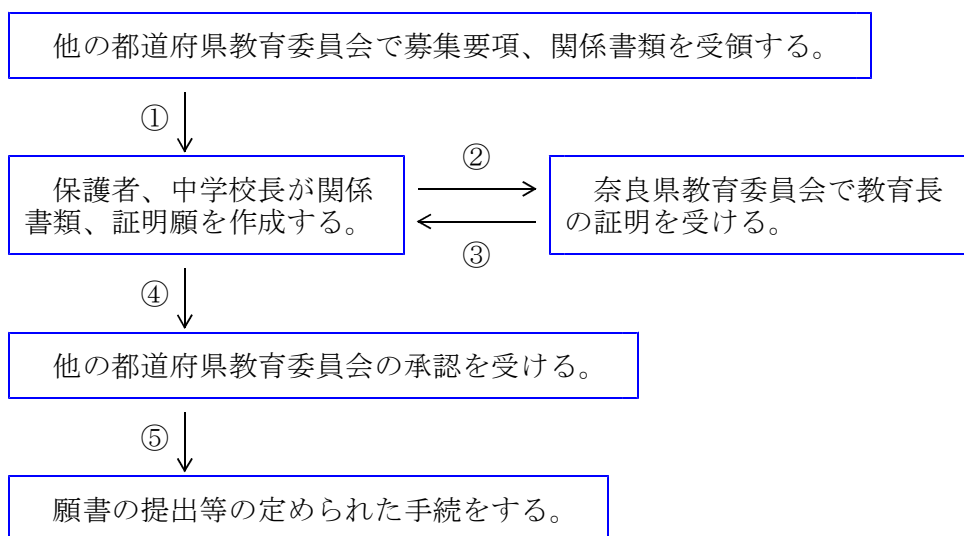 他の都道府県教育委員会で募集要項、関係書類を受領する。
①
保護者、中学校長が関係
書類、証明願を作成する。
②
③
奈良県教育委員会で教育長
の証明を受ける。
④
他の都道府県教育委員会の承認を受ける。
⑤
願書の提出等の定められた手続をする。